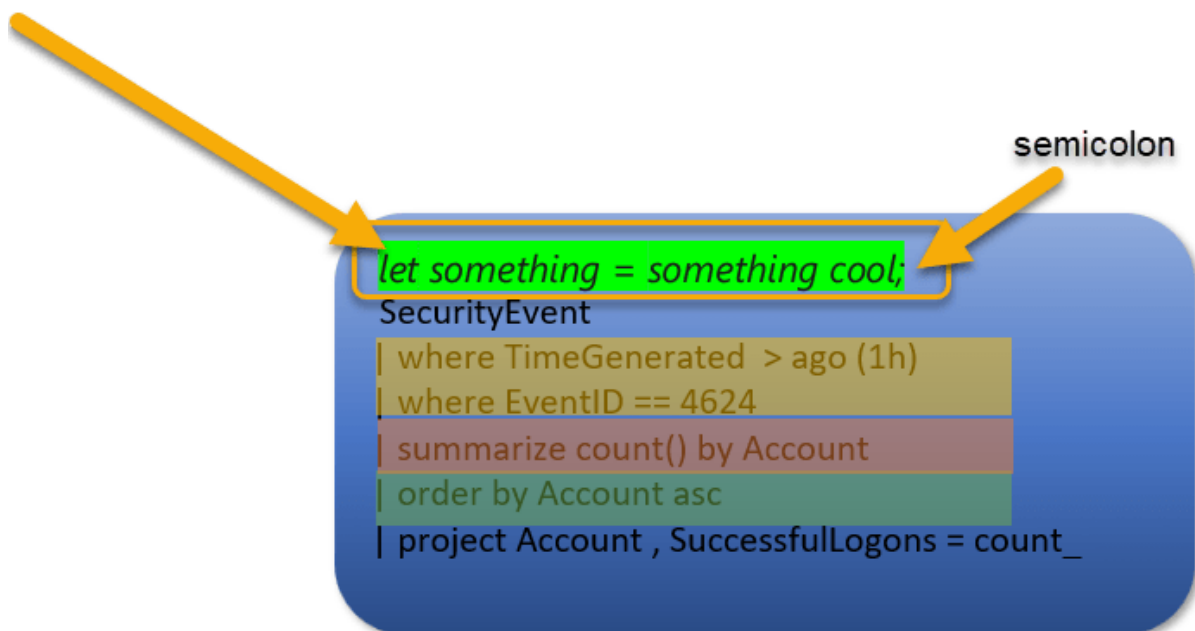 semicolon
let something = something cool;
SecurityEvent
| where TimeGenerated  > ago (1h)
| where EventID == 4624
| summarize count() by Account
| order by Account asc
| project Account , SuccessfulLogons = count_